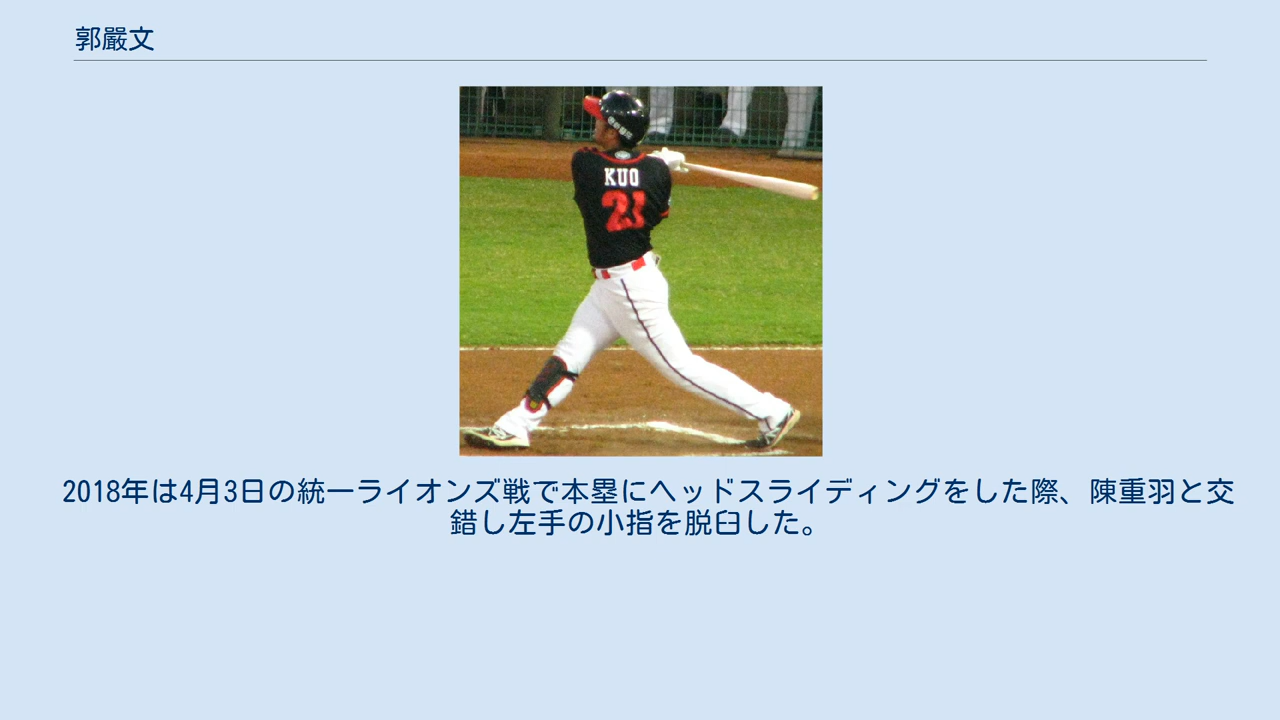 郭嚴文
KUO
21
2018年は4月3日の統一ライオンズ戦で本塁にヘッドスライディングをした際、陳重羽と交
錯し左手の小指を脱臼した。